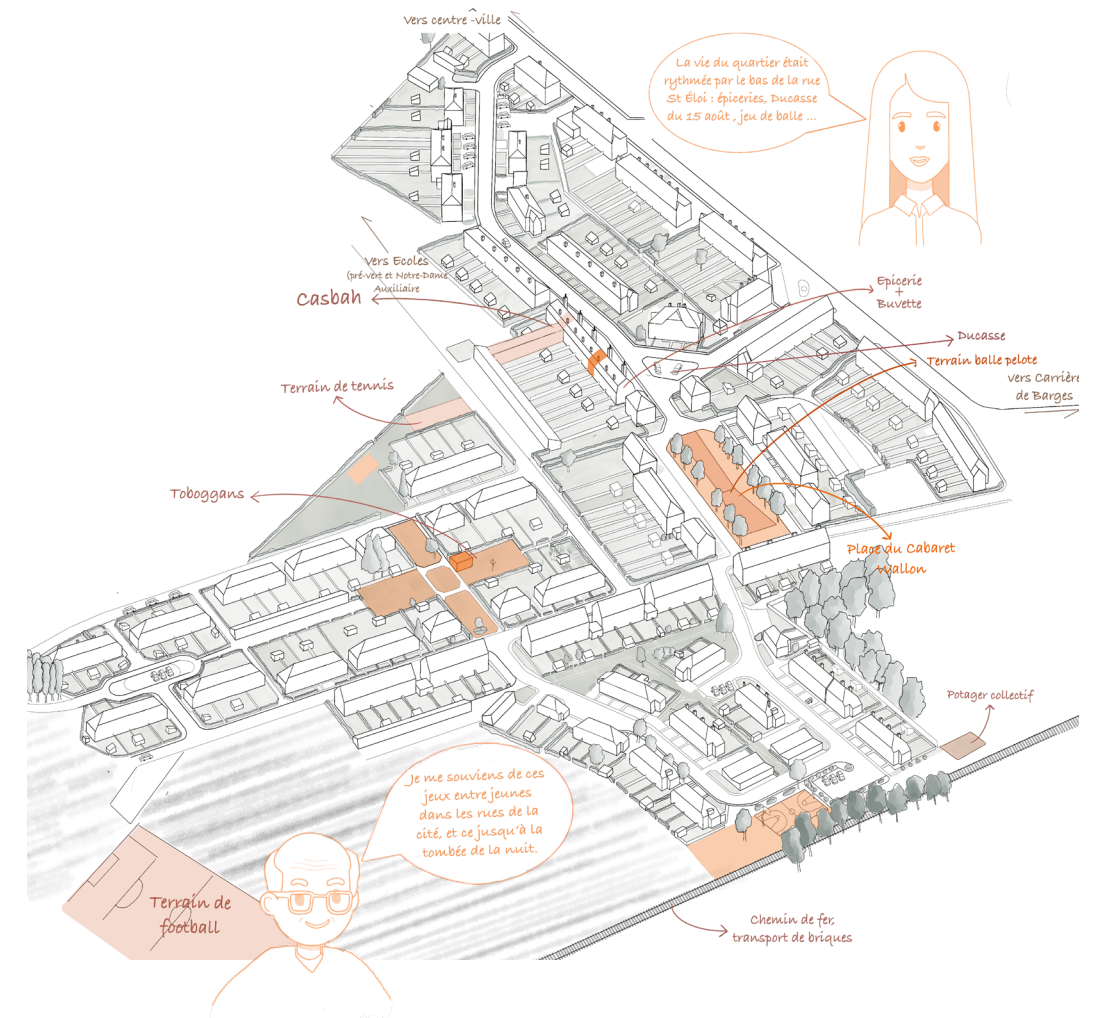 Vers centre-ville
La vie du quartier était
rythmée par le bas de la rue
St Éloi : épiceries, Ducasse
du 15 août , jeu de balle ...
Vers Ecoles
(pré-vert et Notre-Dame
Auxiliaire
Casbah
Epicerie
+
Buvette
Ducasse
Terrain balle pelote
vers Carrière
de Barges
Terrain de tennis
Toboggans
Place du Cabaret
Wallon
Potager collectif
Je me souviens de ces
jeux entre jeunes
dans les rues de la
cité, et ce jusqu'à la
tombée de la nuit.
Terrain de
football
Chemin de fer,
transport de briques